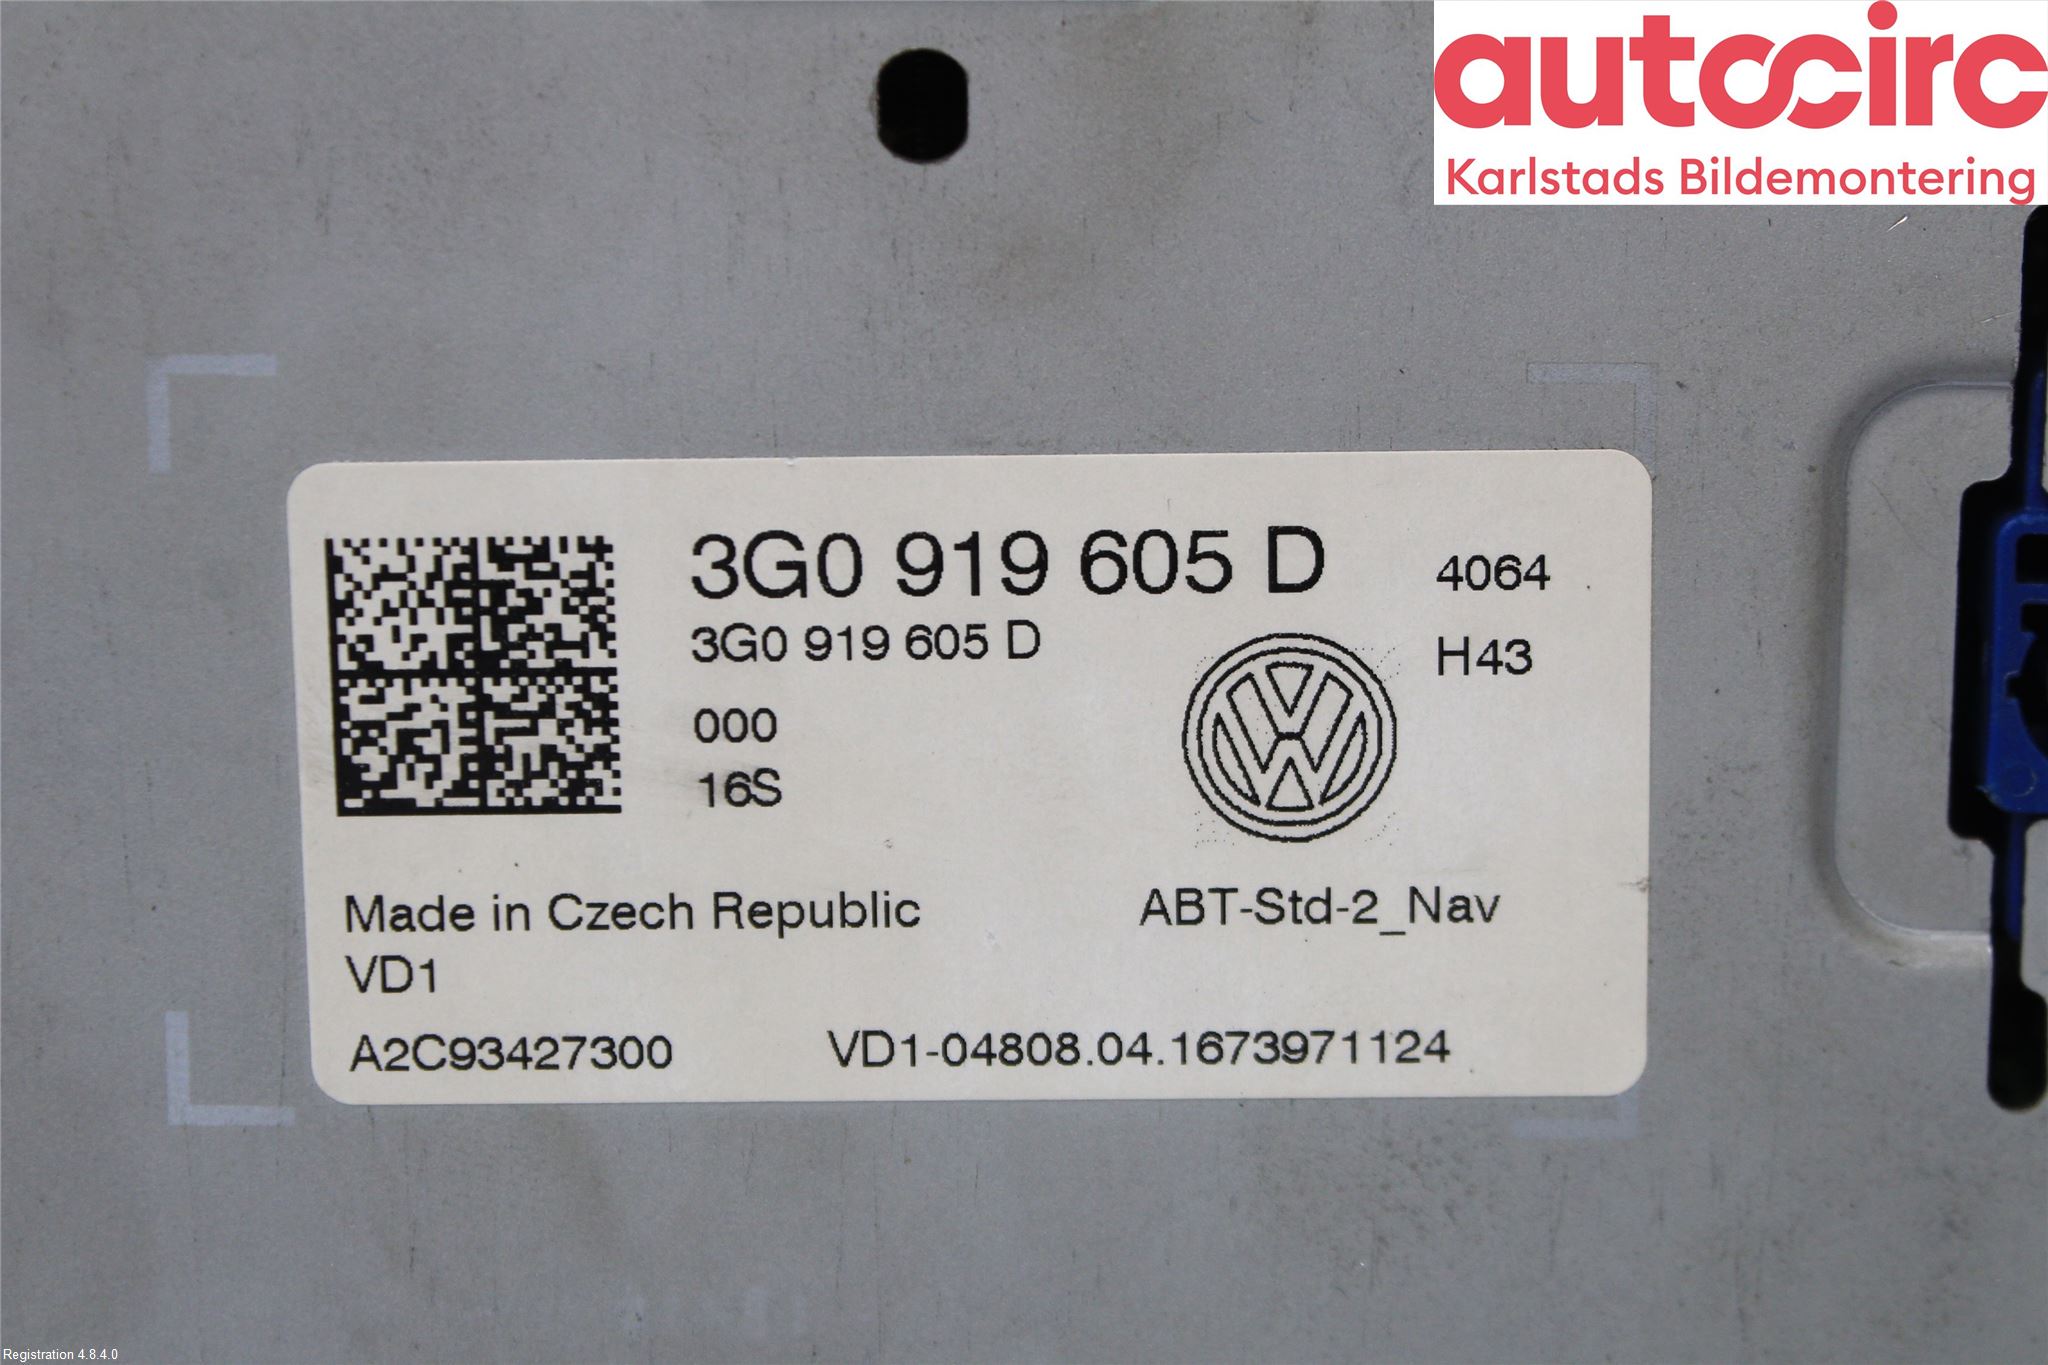 autocirc
Karlstads Bildemontering
3G0 919 605 D
4064
3G0 919 605 D
H43
000
16S
Made in Czech Republic
ABT-Std-2_Nav
VD1
A2C93427300
VD1-04808.04.1673971124
Registration 4.8.4.0